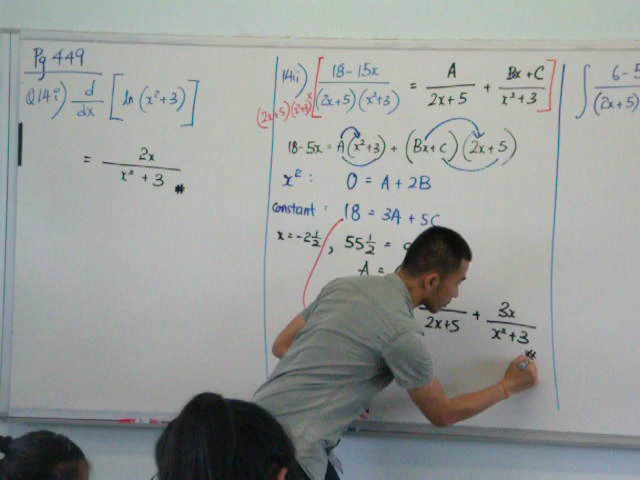 Pg 449
Q14i) d/dx [ln (x²+3)]
= 2x/(x² + 3)
14ii) [(18-15x)/((2x+5)(x²+3)) = A/(2x+5) + (Bx+C)/(x²+3)]
(2x+5)(x²+3)×
18-5x = A(x²+3) + (Bx+C)(2x+5)
x²: 0 = A + 2B
constant: 18 = 3A + 5C
x = -2½, 55½ =
A =
2x+5 + 3x/(x²+3)
∫ 6-5
(2x+5)